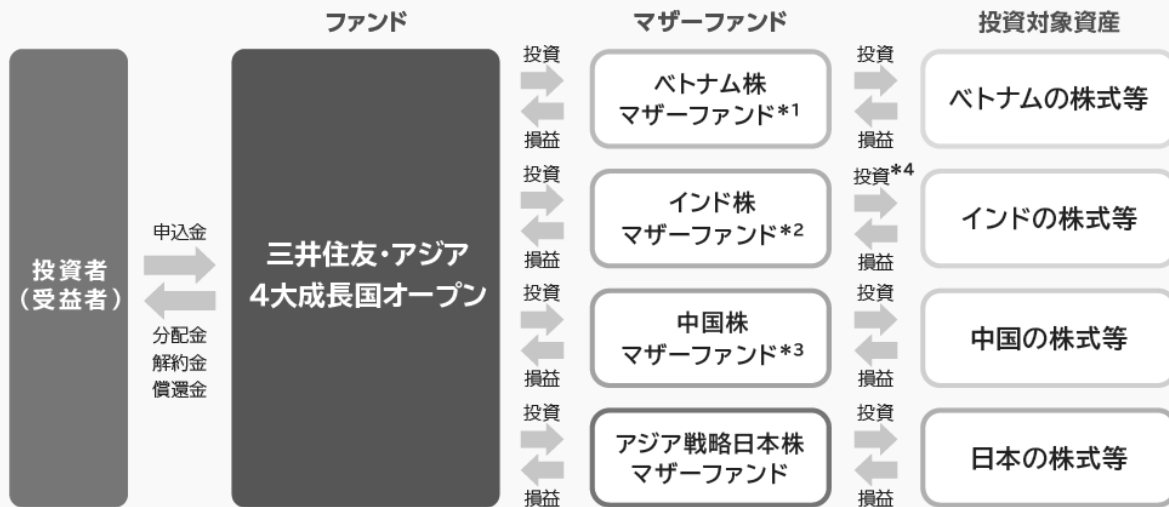 ファンド
マザーファンド
投資対象資産
投資者
（受益者）
申込金
分配金
解約金
償還金
三井住友・アジア
4大成長国オープン
投資
損益
ベトナム株
マザーファンド*1
投資
損益
ベトナムの株式等
投資
損益
インド株
マザーファンド*2
投資*4
損益
インドの株式等
投資
損益
中国株
マザーファンド*3
投資
損益
中国の株式等
投資
損益
アジア戦略日本株
マザーファンド
投資
損益
日本の株式等